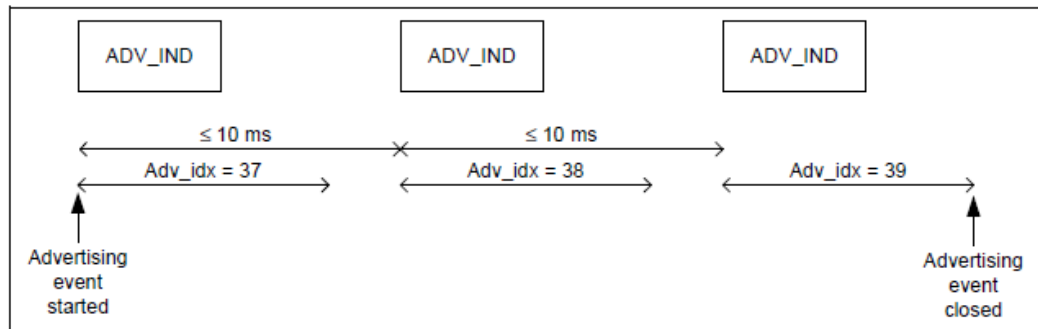 ADV_IND
ADV_IND
ADV_IND
≤ 10 ms
≤ 10 ms
Adv_idx = 37
Adv_idx = 38
Adv_idx = 39
Advertising
event
started
Advertising
event
closed